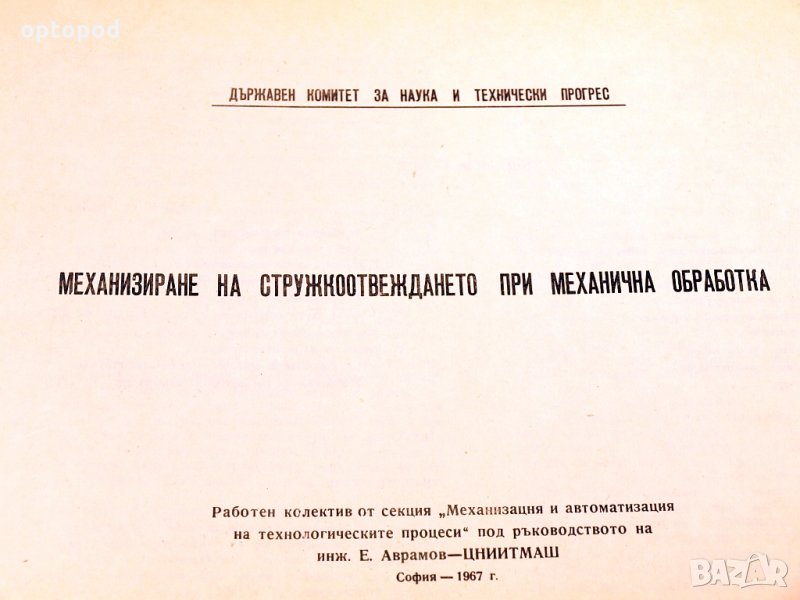 optopod
ДЪРЖАВЕН КОМИТЕТ ЗА НАУКА И ТЕХНИЧЕСКИ ПРОГРЕС
МЕХАНИЗИРАНЕ НА СТРУЖКООТВЕЖДАНЕТО ПРИ МЕХАНИЧНА ОБРАБОТКА
Работен колектив от секция „Механизацня и автоматизация
на технологическите процеси“ под ръководството на
инж. Е. Аврамов—ЦНИИТМАШ
София — 1967 г.
BAZAR